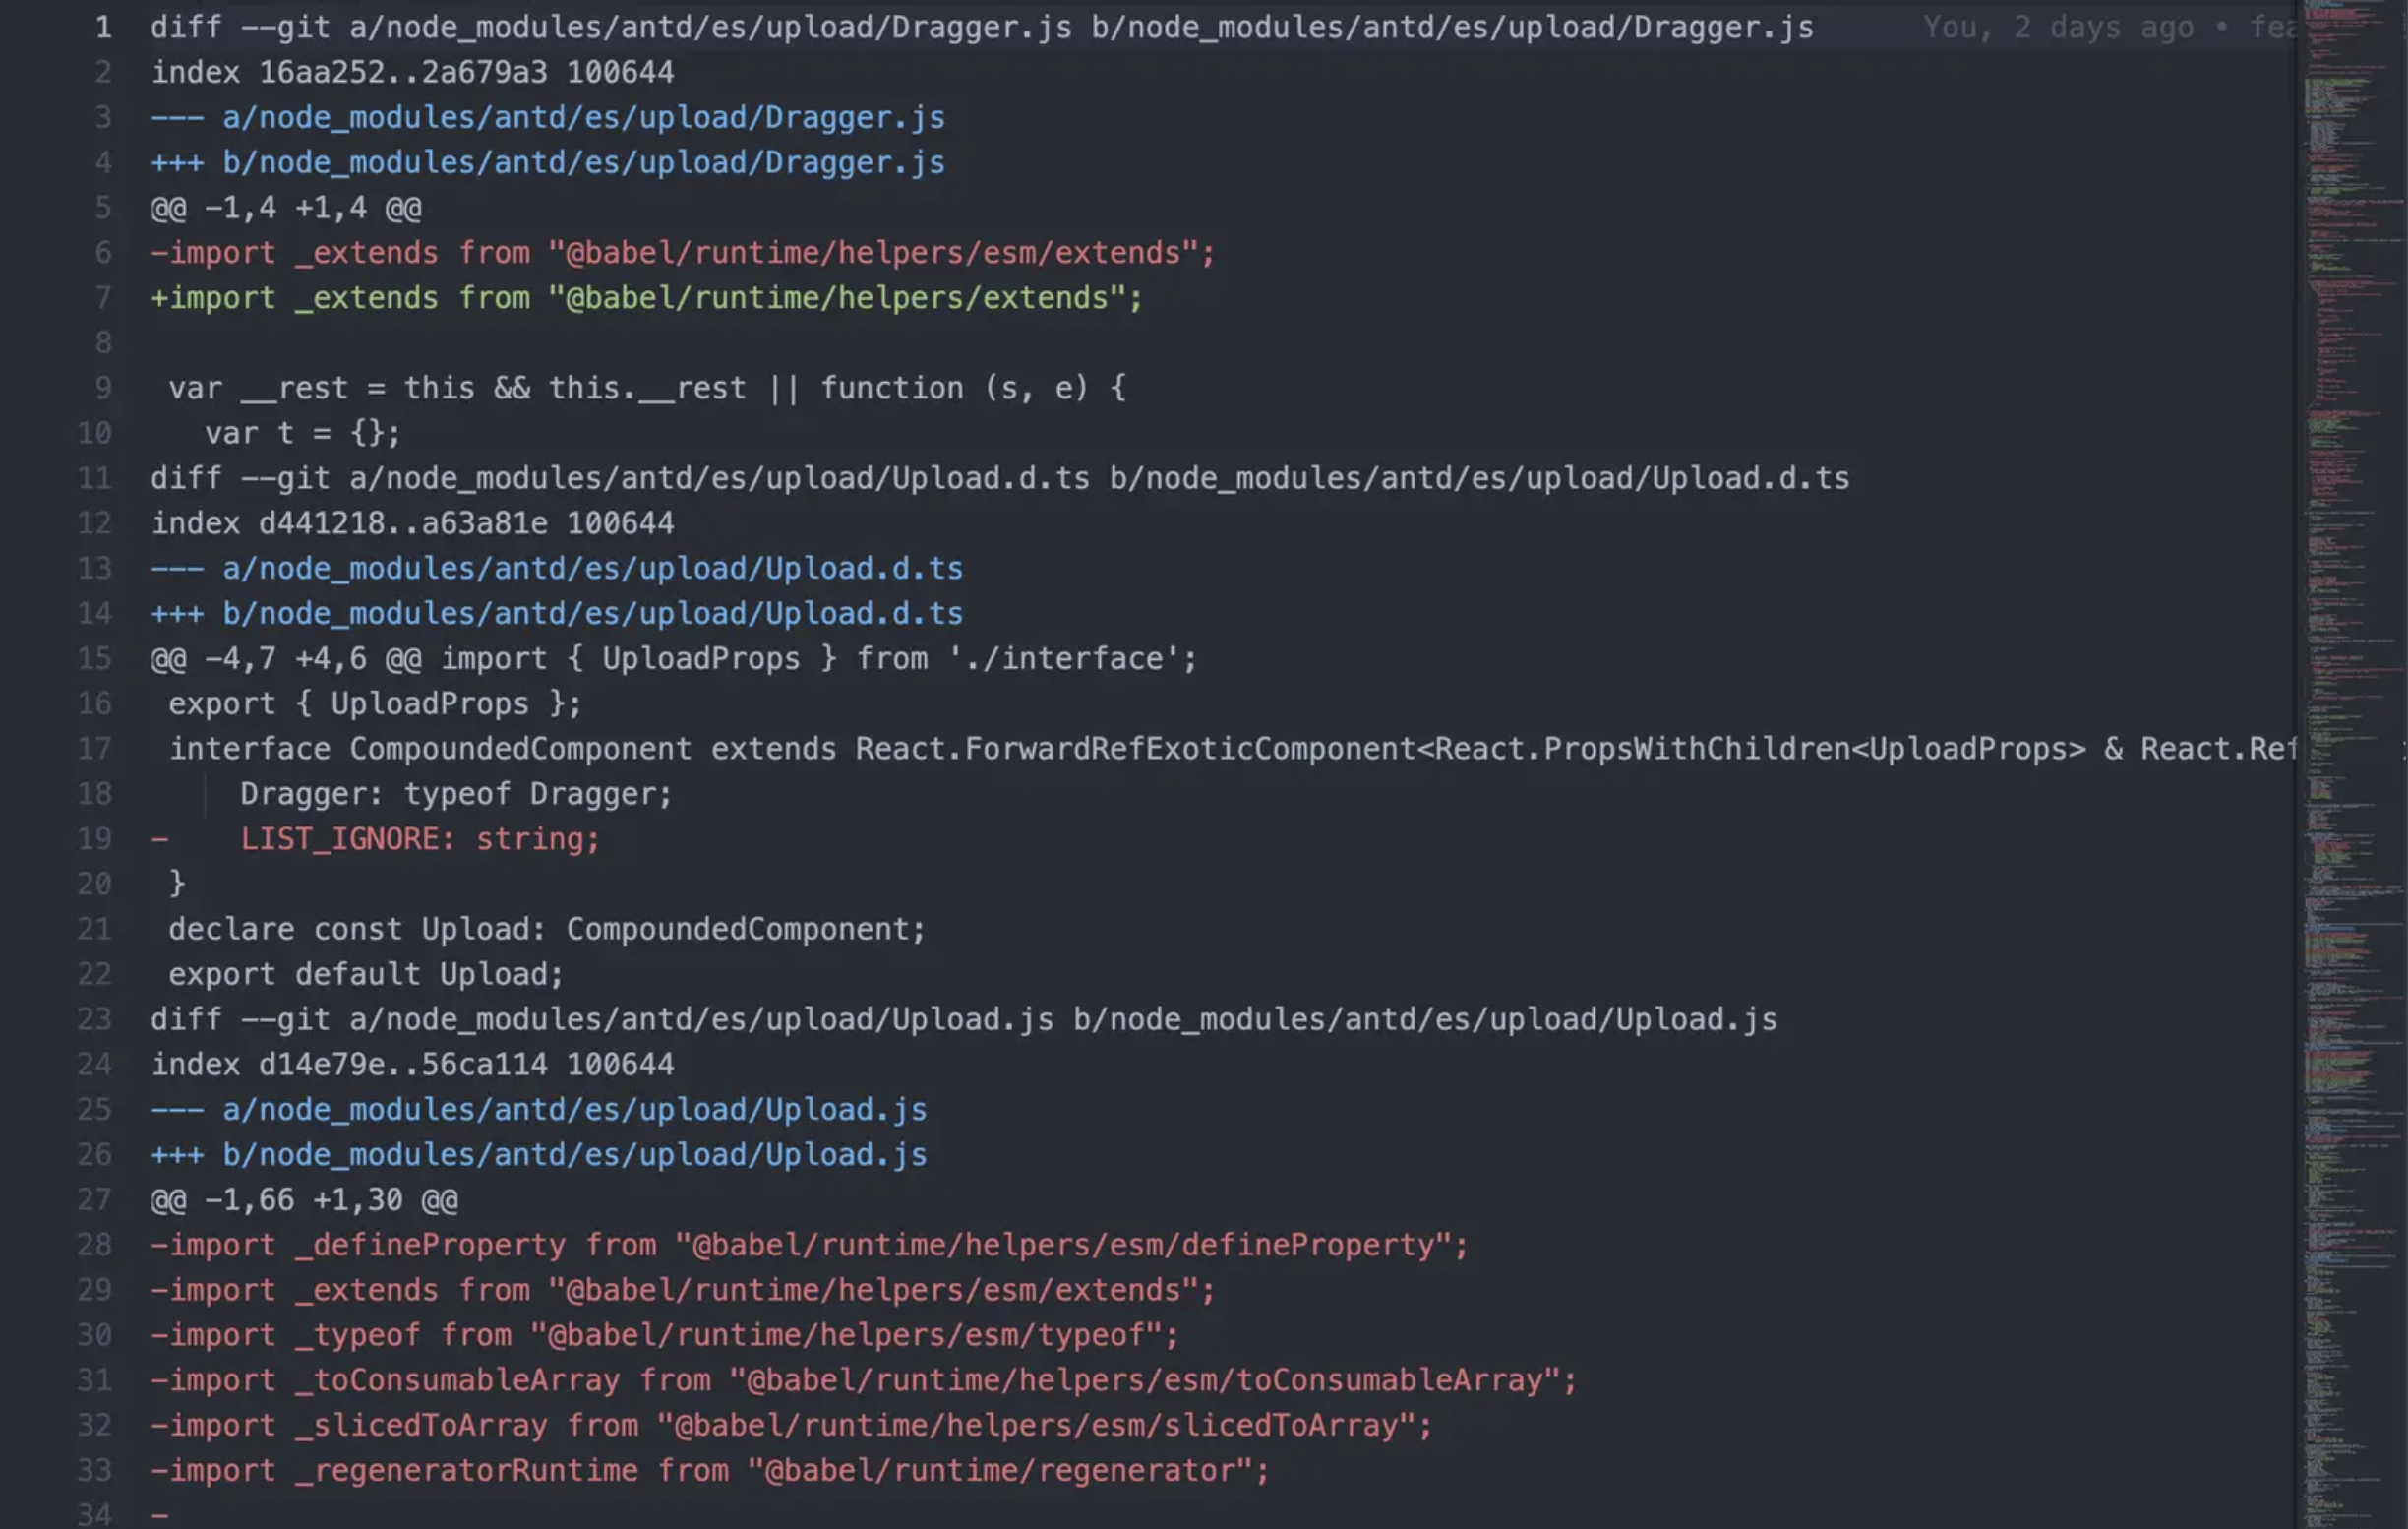 1 diff --git a/node_modules/antd/es/upload/Dragger.js b/node_modules/antd/es/upload/Dragger.js You, 2 days ago •
2 index 16aa252..2a679a3 100644
3 --- a/node_modules/antd/es/upload/Dragger.js
4 +++ b/node_modules/antd/es/upload/Dragger.js
5 @@ -1,4 +1,4 @@
6 -import _extends from "@babel/runtime/helpers/esm/extends";
7 +import _extends from "@babel/runtime/helpers/extends";
8
9  var __rest = this && this.__rest || function (s, e) {
10    var t = {};
11 diff --git a/node_modules/antd/es/upload/Upload.d.ts b/node_modules/antd/es/upload/Upload.d.ts
12 index d441218..a63a81e 100644
13 --- a/node_modules/antd/es/upload/Upload.d.ts
14 +++ b/node_modules/antd/es/upload/Upload.d.ts
15 @@ -4,7 +4,6 @@ import { UploadProps } from './interface';
16  export { UploadProps };
17  interface CompoundedComponent extends React.ForwardRefExoticComponent<React.PropsWithChildren<UploadProps> & React.Ref
18      Dragger: typeof Dragger;
19 -    LIST_IGNORE: string;
20  }
21  declare const Upload: CompoundedComponent;
22  export default Upload;
23 diff --git a/node_modules/antd/es/upload/Upload.js b/node_modules/antd/es/upload/Upload.js
24 index d14e79e..56ca114 100644
25 --- a/node_modules/antd/es/upload/Upload.js
26 +++ b/node_modules/antd/es/upload/Upload.js
27 @@ -1,66 +1,30 @@
28 -import _defineProperty from "@babel/runtime/helpers/esm/defineProperty";
29 -import _extends from "@babel/runtime/helpers/esm/extends";
30 -import _typeof from "@babel/runtime/helpers/esm/typeof";
31 -import _toConsumableArray from "@babel/runtime/helpers/esm/toConsumableArray";
32 -import _slicedToArray from "@babel/runtime/helpers/esm/slicedToArray";
33 -import _regeneratorRuntime from "@babel/runtime/regenerator";
34 -